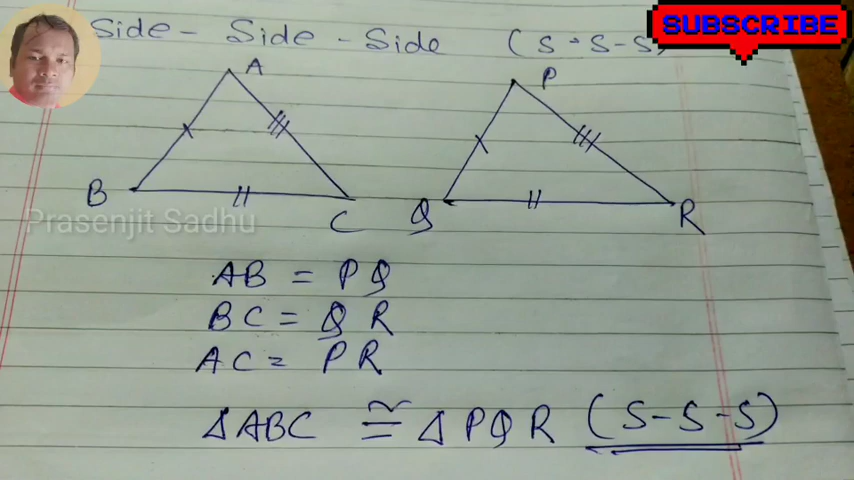 Side - Side - Side (S-S-S)
SUBSCRIBE
A
P
B
C
Q
R
Prasenjit Sadhu
AB = PQ
BC = QR
AC = PR
ΔABC ≅ ΔPQR (S-S-S)